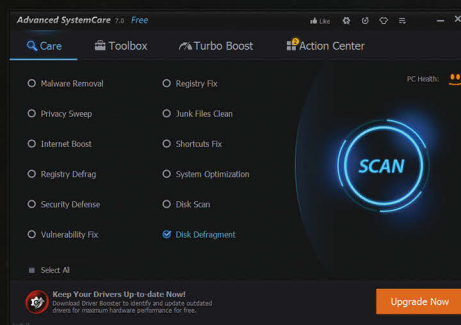 Advanced SystemCare 7.0 Free
Like
Care Toolbox Turbo Boost 2 Action Center
Malware Removal Registry Fix PC Health:
Privacy Sweep Junk Files Clean
Internet Boost Shortcuts Fix
SCAN
Registry Defrag System Optimization
Security Defense Disk Scan
Vulnerability Fix Disk Defragment
Select All
Keep Your Drivers Up-to-date Now!
Download Driver Booster to identify and update outdated
drivers for maximum hardware performance for free.
Upgrade Now